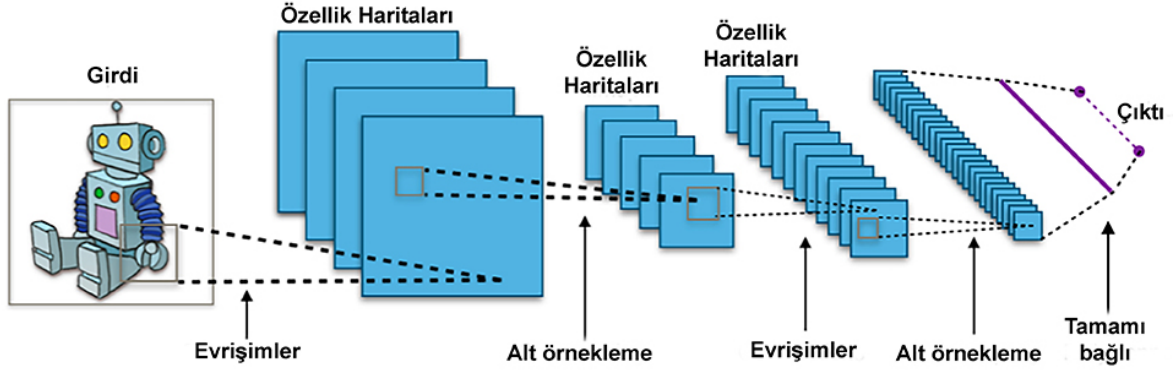 Özellik Haritaları
Girdi
Özellik
Haritaları
Özellik
Haritaları
Çıktı
Evrişimler
Alt örnekleme
Evrişimler
Alt örnekleme
Tamamı
bağlı